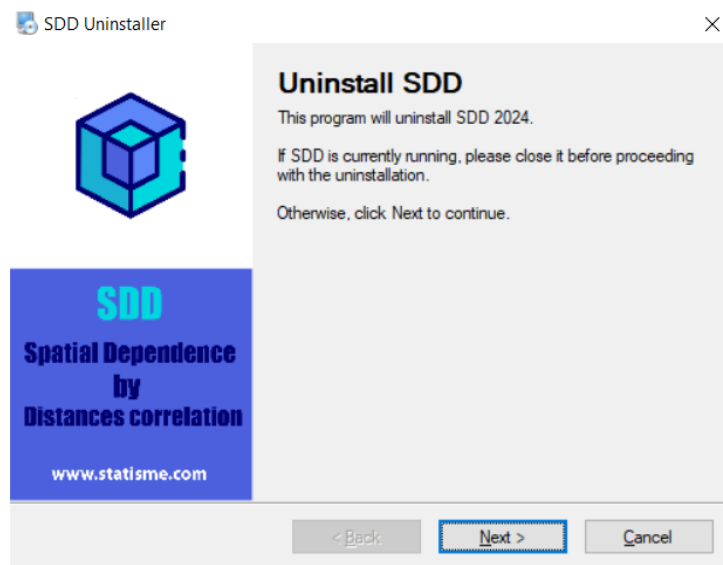 SDD Uninstaller
Uninstall SDD
This program will uninstall SDD 2024.
If SDD is currently running, please close it before proceeding
with the uninstallation.
Otherwise, click Next to continue.
SDD
Spatial Dependence
by
Distances correlation
www.statisme.com
< Back
Next >
Cancel